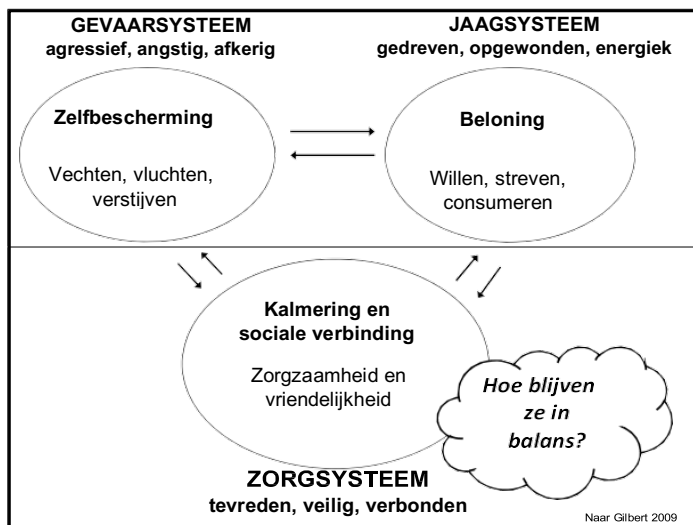 GEVAARSYSTEEM
agressief, angstig, afkerig
JAAGSYSTEEM
gedreven, opgewonden, energiek
Zelfbescherming
Vechten, vluchten,
verstijven
Beloning
Willen, streven,
consumeren
Kalmering en
sociale verbinding
Zorgzaamheid en
vriendelijkheid
Hoe blijven
ze in
balans?
ZORGSYSTEEM
tevreden, veilig, verbonden
Naar Gilbert 2009